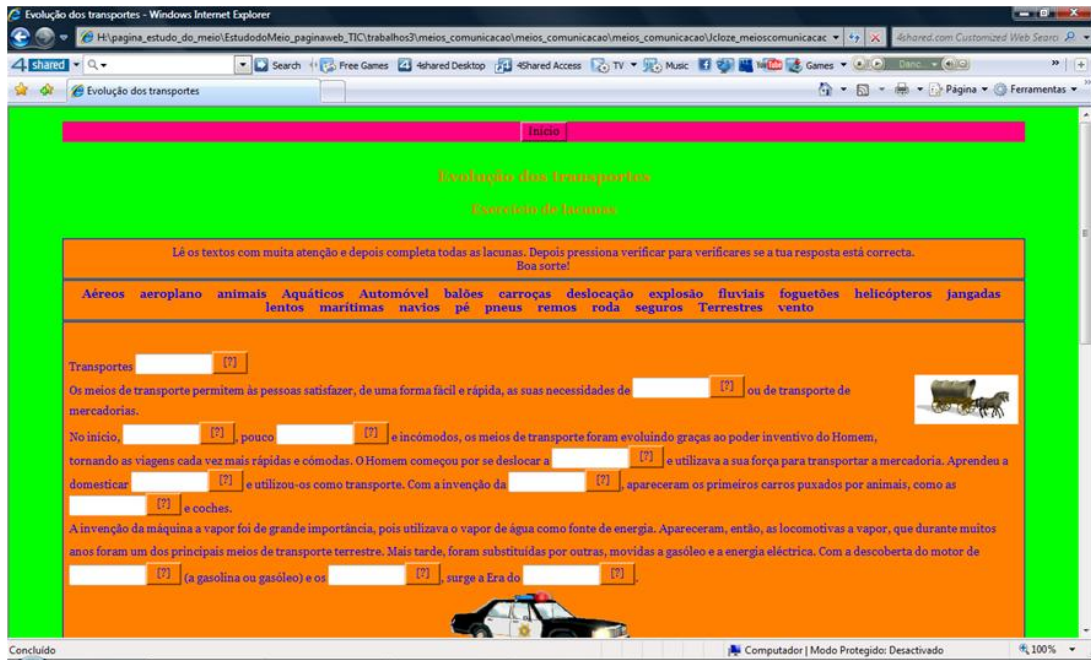 Evolução dos transportes - Windows Internet Explorer
H:\pagina_estudo_do_meio\EstudodoMeio_paginaweb_TIC\trabalhos3\meios_comunicacao\meios_comunicacao\meios_comunicacao\Jcloze_meioscomunicacac
4shared.com Customized Web Searc
4 shared Search Free Games 4shared Desktop 4Shared Access TV Music Games Danc...
Evolução dos transportes Página Ferramentas
Início
Evolução dos transportes
Exercício de lacunas
Lê os textos com muita atenção e depois completa todas as lacunas. Depois pressiona verificar para verificares se a tua resposta está correcta.
Boa sorte!
Aéreos aeroplano animais Aquáticos Automóvel balões carroças deslocação explosão fluviais foguetões helicópteros jangadas
lentos marítimas navios pé pneus remos roda seguros Terrestres vento
Transportes [?]
Os meios de transporte permitem às pessoas satisfazer, de uma forma fácil e rápida, as suas necessidades de [?] ou de transporte de
mercadorias.
No início, [?] , pouco [?] e incómodos, os meios de transporte foram evoluindo graças ao poder inventivo do Homem,
tornando as viagens cada vez mais rápidas e cómodas. O Homem começou por se deslocar a [?] e utilizava a sua força para transportar a mercadoria. Aprendeu a
domesticar [?] e utilizou-os como transporte. Com a invenção da [?] , apareceram os primeiros carros puxados por animais, como as
[?] e coches.
A invenção da máquina a vapor foi de grande importância, pois utilizava o vapor de água como fonte de energia. Apareceram, então, as locomotivas a vapor, que durante muitos
anos foram um dos principais meios de transporte terrestre. Mais tarde, foram substituídas por outras, movidas a gasóleo e a energia eléctrica. Com a descoberta do motor de
[?] (a gasolina ou gasóleo) e os [?] , surge a Era do [?] .
Concluído Computador | Modo Protegido: Desactivado 100%